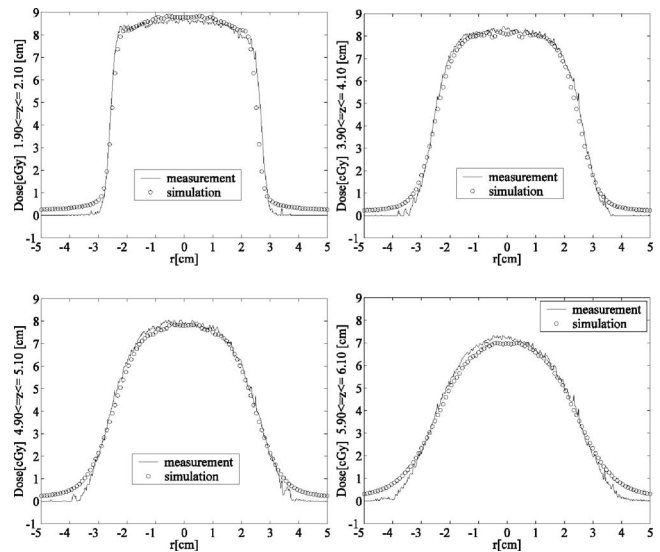 9
8
7
6
5
4
3
2
1
0
-1
Dose[cGy] 1.90<=z<= 2.10 [cm]
measurement
simulation
-5 -4 -3 -2 -1 0 1 2 3 4 5
r[cm]
9
8
7
6
5
4
3
2
1
0
-1
Dose[cGy] 3.90<=z<= 4.10 [cm]
measurement
simulation
-5 -4 -3 -2 -1 0 1 2 3 4 5
r[cm]
9
8
7
6
5
4
3
2
1
0
-1
Dose[cGy] 4.90<=z<= 5.10 [cm]
measurement
simulation
-5 -4 -3 -2 -1 0 1 2 3 4 5
r[cm]
9
8
7
6
5
4
3
2
1
0
-1
Dose[cGy] 5.90<=z<= 6.10 [cm]
measurement
simulation
-5 -4 -3 -2 -1 0 1 2 3 4 5
r[cm]